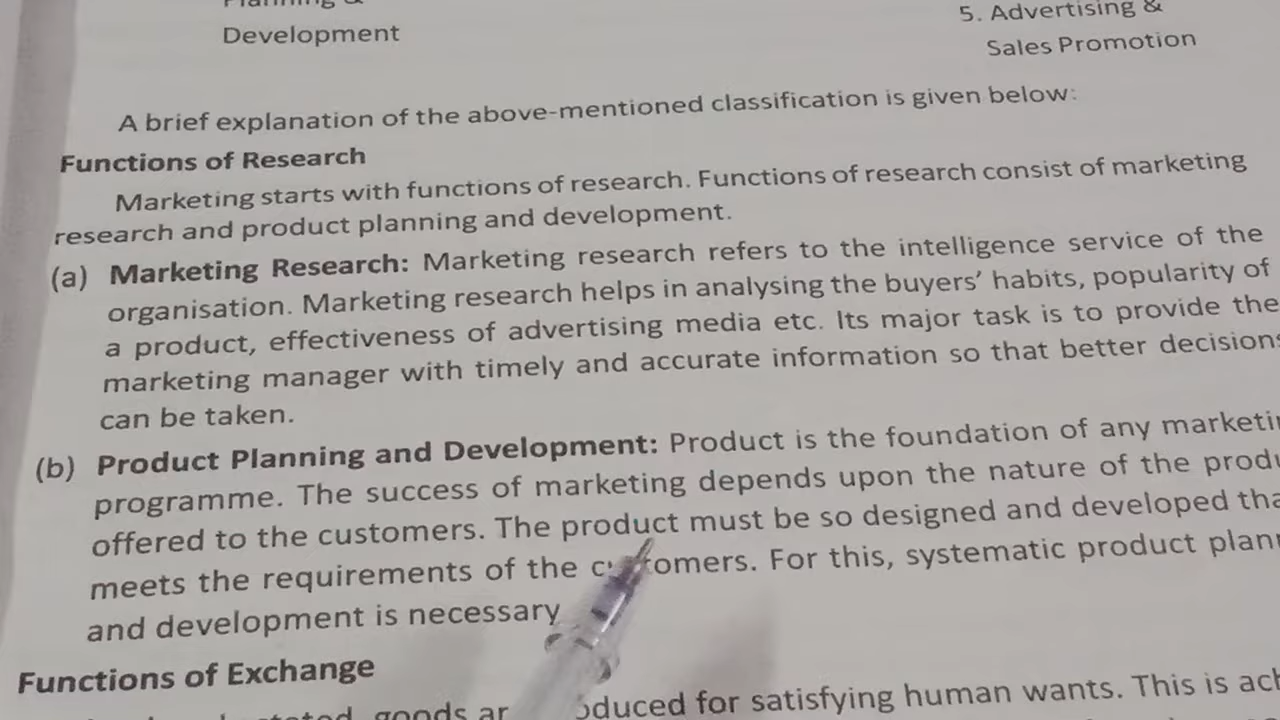 Planning &
Development
5. Advertising &
Sales Promotion
A brief explanation of the above-mentioned classification is given below:
Functions of Research
Marketing starts with functions of research. Functions of research consist of marketing
research and product planning and development.
(a) Marketing Research: Marketing research refers to the intelligence service of the
organisation. Marketing research helps in analysing the buyers' habits, popularity of
a product, effectiveness of advertising media etc. Its major task is to provide the
marketing manager with timely and accurate information so that better decisions
can be taken.
(b) Product Planning and Development: Product is the foundation of any
programme. The success of marketing depends upon the nature of the
offered to the customers. The product must be so designed and developed
meets the requirements of the customers. For this, systematic product
and development is necessary
Functions of Exchange
goods for satisfying human wants. This is